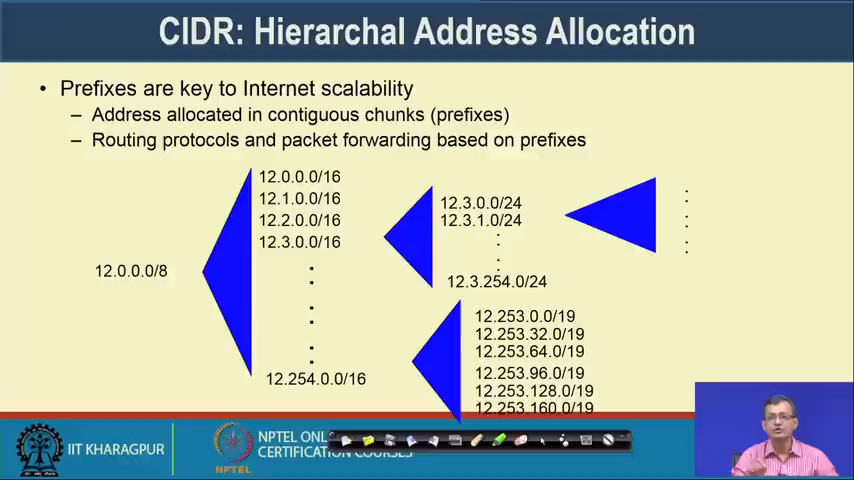 CIDR: Hierarchal Address Allocation
• Prefixes are key to Internet scalability
– Address allocated in contiguous chunks (prefixes)
– Routing protocols and packet forwarding based on prefixes
12.0.0.0/8
12.0.0.0/16
12.1.0.0/16
12.2.0.0/16
12.3.0.0/16
12.254.0.0/16
12.3.0.0/24
12.3.1.0/24
12.3.254.0/24
12.253.0.0/19
12.253.32.0/19
12.253.64.0/19
12.253.96.0/19
12.253.128.0/19
12.253.160.0/19
IIT KHARAGPUR
NPTEL
NPTEL ONL
CERTIFICATION COURSES